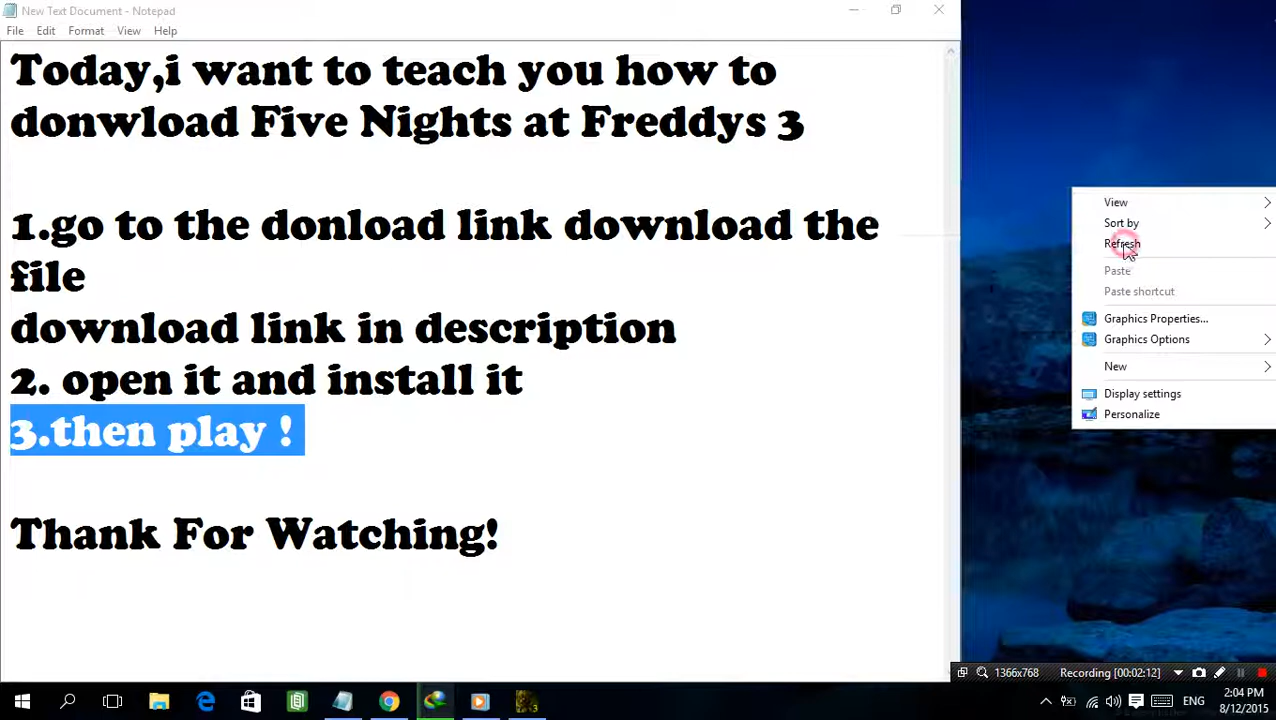 New Text Document - Notepad
File Edit Format View Help
Today,i want to teach you how to
donwload Five Nights at Freddys 3
1.go to the donload link download the
file
download link in description
2. open it and install it
3.then play !
Thank For Watching!
View
Sort by
Refresh
Paste
Paste shortcut
Graphics Properties...
Graphics Options
New
Display settings
Personalize
1366x768 Recording [00:02:12]
ENG
2:04 PM
8/12/2015